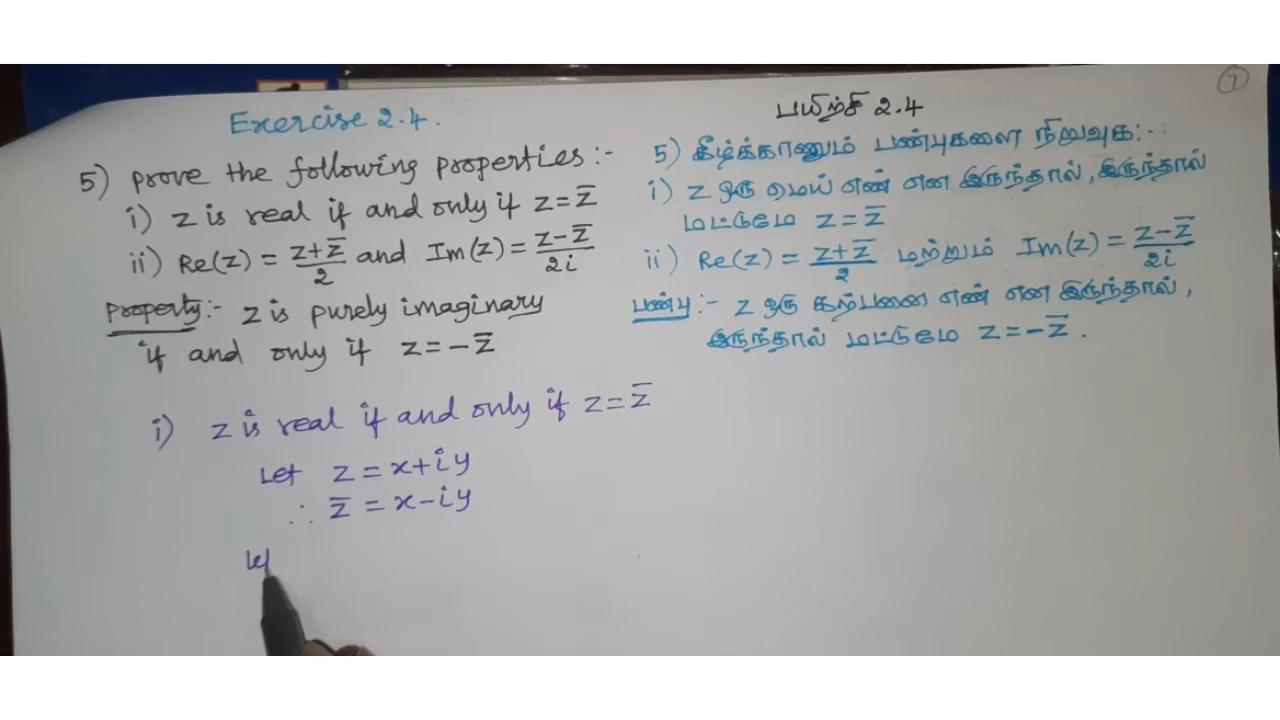 Exercise 2.4.
5) prove the following properties:-
i) z is real if and only if z = z̅
ii) Re(z) = (z+z̅)/2 and Im(z) = (z-z̅)/2i
Property:- z is purely imaginary
if and only if z = -z̅
7
பயிற்சி 2.4
5) கீழ்க்காணும் பண்புகளை நிறுவுக:-
i) z ஒரு மெய் எண் என இருந்தால், இருந்தால்
மட்டுமே z = z̅
ii) Re(z) = (z+z̅)/2 மற்றும் Im(z) = (z-z̅)/2i
பண்பு:- z ஒரு கற்பனை எண் என இருந்தால்,
இருந்தால் மட்டுமே z = -z̅.
i) z is real if and only if z = z̅
Let z = x+iy
∴ z̅ = x-iy